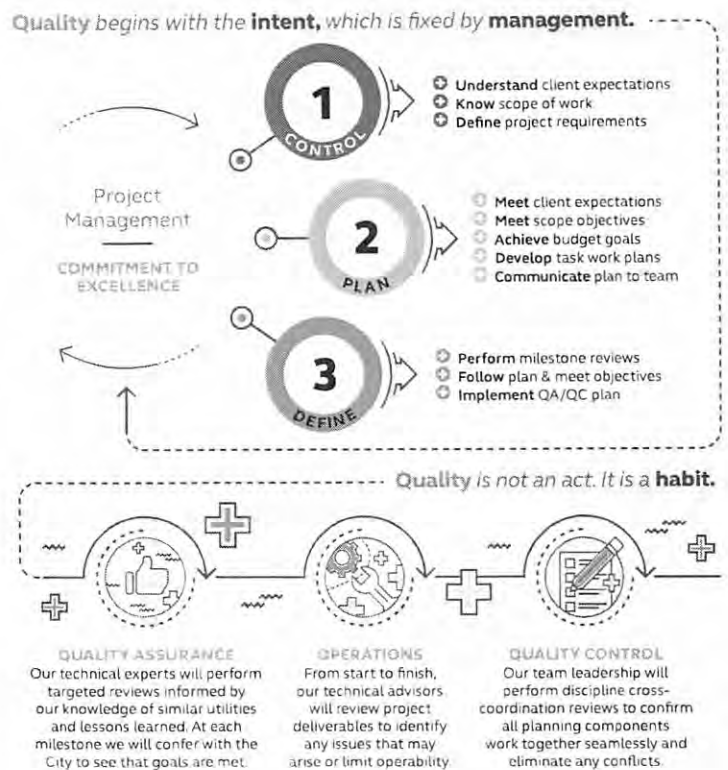 Quality begins with the intent, which is fixed by management.
1
CONTROL
Understand client expectations
Know scope of work
Define project requirements
Project
Management
COMMITMENT TO
EXCELLENCE
2
PLAN
Meet client expectations
Meet scope objectives
Achieve budget goals
Develop task work plans
Communicate plan to team
3
DEFINE
Perform milestone reviews
Follow plan & meet objectives
Implement QA/QC plan
Quality is not an act. It is a habit.
QUALITY ASSURANCE
Our technical experts will perform
targeted reviews informed by
our knowledge of similar utilities
and lessons learned. At each
milestone we will confer with the
City to see that goals are met.
OPERATIONS
From start to finish,
our technical advisors
will review project
deliverables to identify
any issues that may
arise or limit operability.
QUALITY CONTROL
Our team leadership will
perform discipline cross-
coordination reviews to confirm
all planning components
work together seamlessly and
eliminate any conflicts.